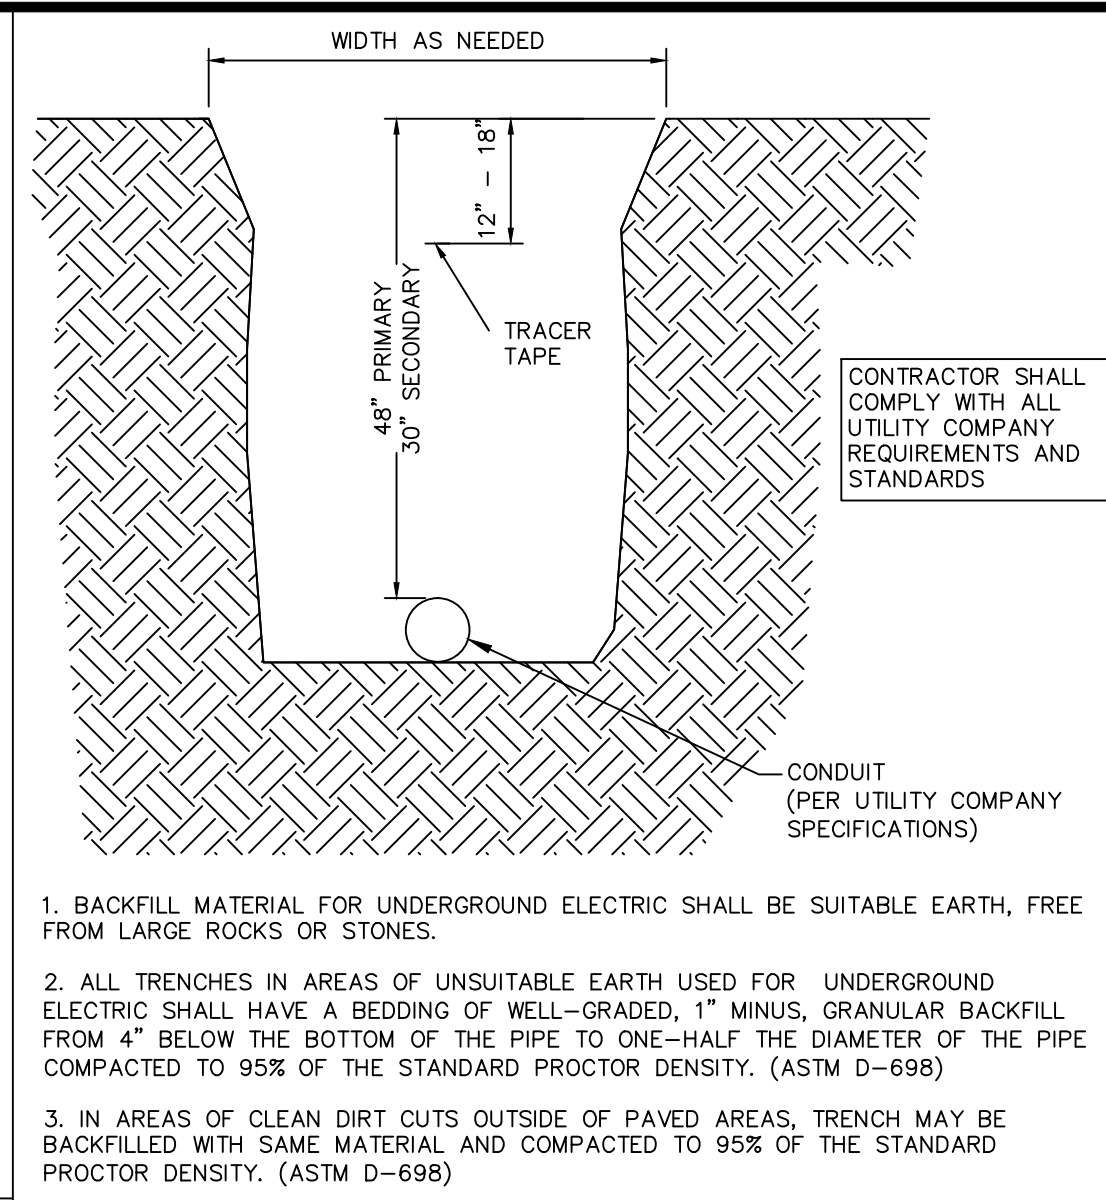 WIDTH AS NEEDED
12” – 18”
48” PRIMARY
30” SECONDARY
TRACER
TAPE
CONTRACTOR SHALL
COMPLY WITH ALL
UTILITY COMPANY
REQUIREMENTS AND
STANDARDS
CONDUIT
(PER UTILITY COMPANY
SPECIFICATIONS)
1. BACKFILL MATERIAL FOR UNDERGROUND ELECTRIC SHALL BE SUITABLE EARTH, FREE
FROM LARGE ROCKS OR STONES.
2. ALL TRENCHES IN AREAS OF UNSUITABLE EARTH USED FOR UNDERGROUND
ELECTRIC SHALL HAVE A BEDDING OF WELL–GRADED, 1” MINUS, GRANULAR BACKFILL
FROM 4” BELOW THE BOTTOM OF THE PIPE TO ONE–HALF THE DIAMETER OF THE PIPE
COMPACTED TO 95% OF THE STANDARD PROCTOR DENSITY. (ASTM D–698)
3. IN AREAS OF CLEAN DIRT CUTS OUTSIDE OF PAVED AREAS, TRENCH MAY BE
BACKFILLED WITH SAME MATERIAL AND COMPACTED TO 95% OF THE STANDARD
PROCTOR DENSITY. (ASTM D–698)